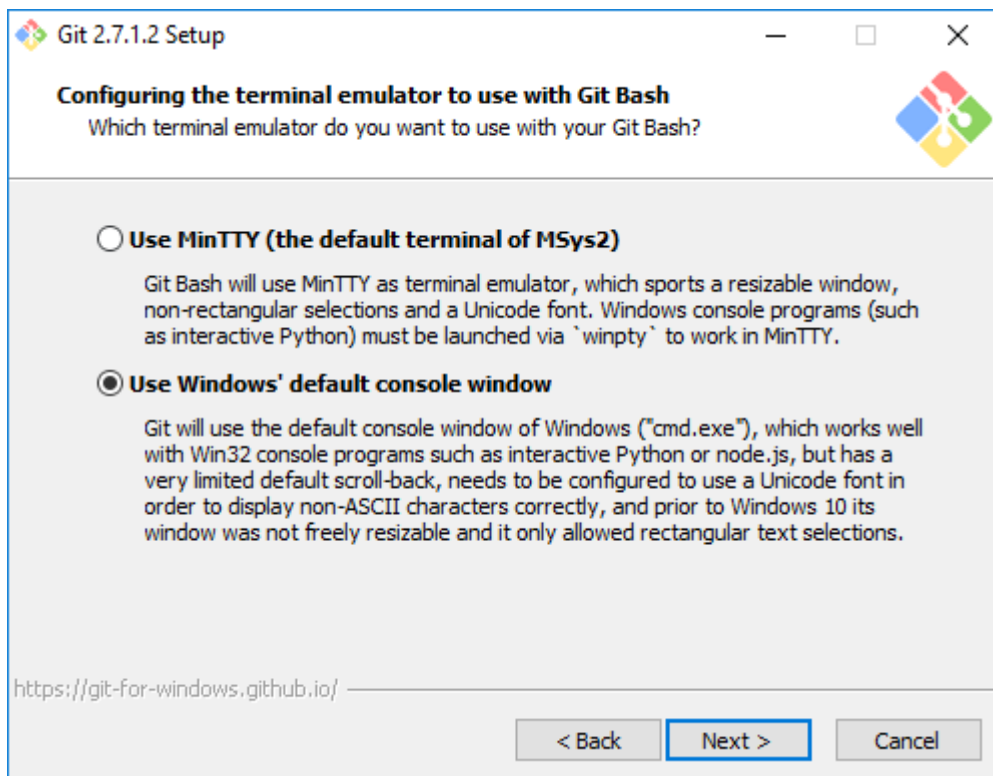 Git 2.7.1.2 Setup
Configuring the terminal emulator to use with Git Bash
Which terminal emulator do you want to use with your Git Bash?
Use MinTTY (the default terminal of MSys2)
Git Bash will use MinTTY as terminal emulator, which sports a resizable window,
non-rectangular selections and a Unicode font. Windows console programs (such
as interactive Python) must be launched via `winpty` to work in MinTTY.
Use Windows' default console window
Git will use the default console window of Windows ("cmd.exe"), which works well
with Win32 console programs such as interactive Python or node.js, but has a
very limited default scroll-back, needs to be configured to use a Unicode font in
order to display non-ASCII characters correctly, and prior to Windows 10 its
window was not freely resizable and it only allowed rectangular text selections.
https://git-for-windows.github.io/
< Back
Next >
Cancel